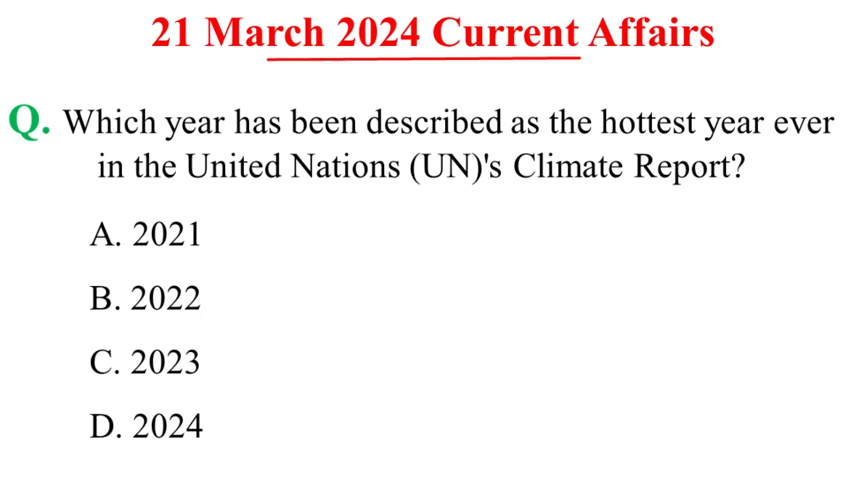 21 March 2024 Current Affairs
Q. Which year has been described as the hottest year ever
in the United Nations (UN)'s Climate Report?
A. 2021
B. 2022
C. 2023
D. 2024